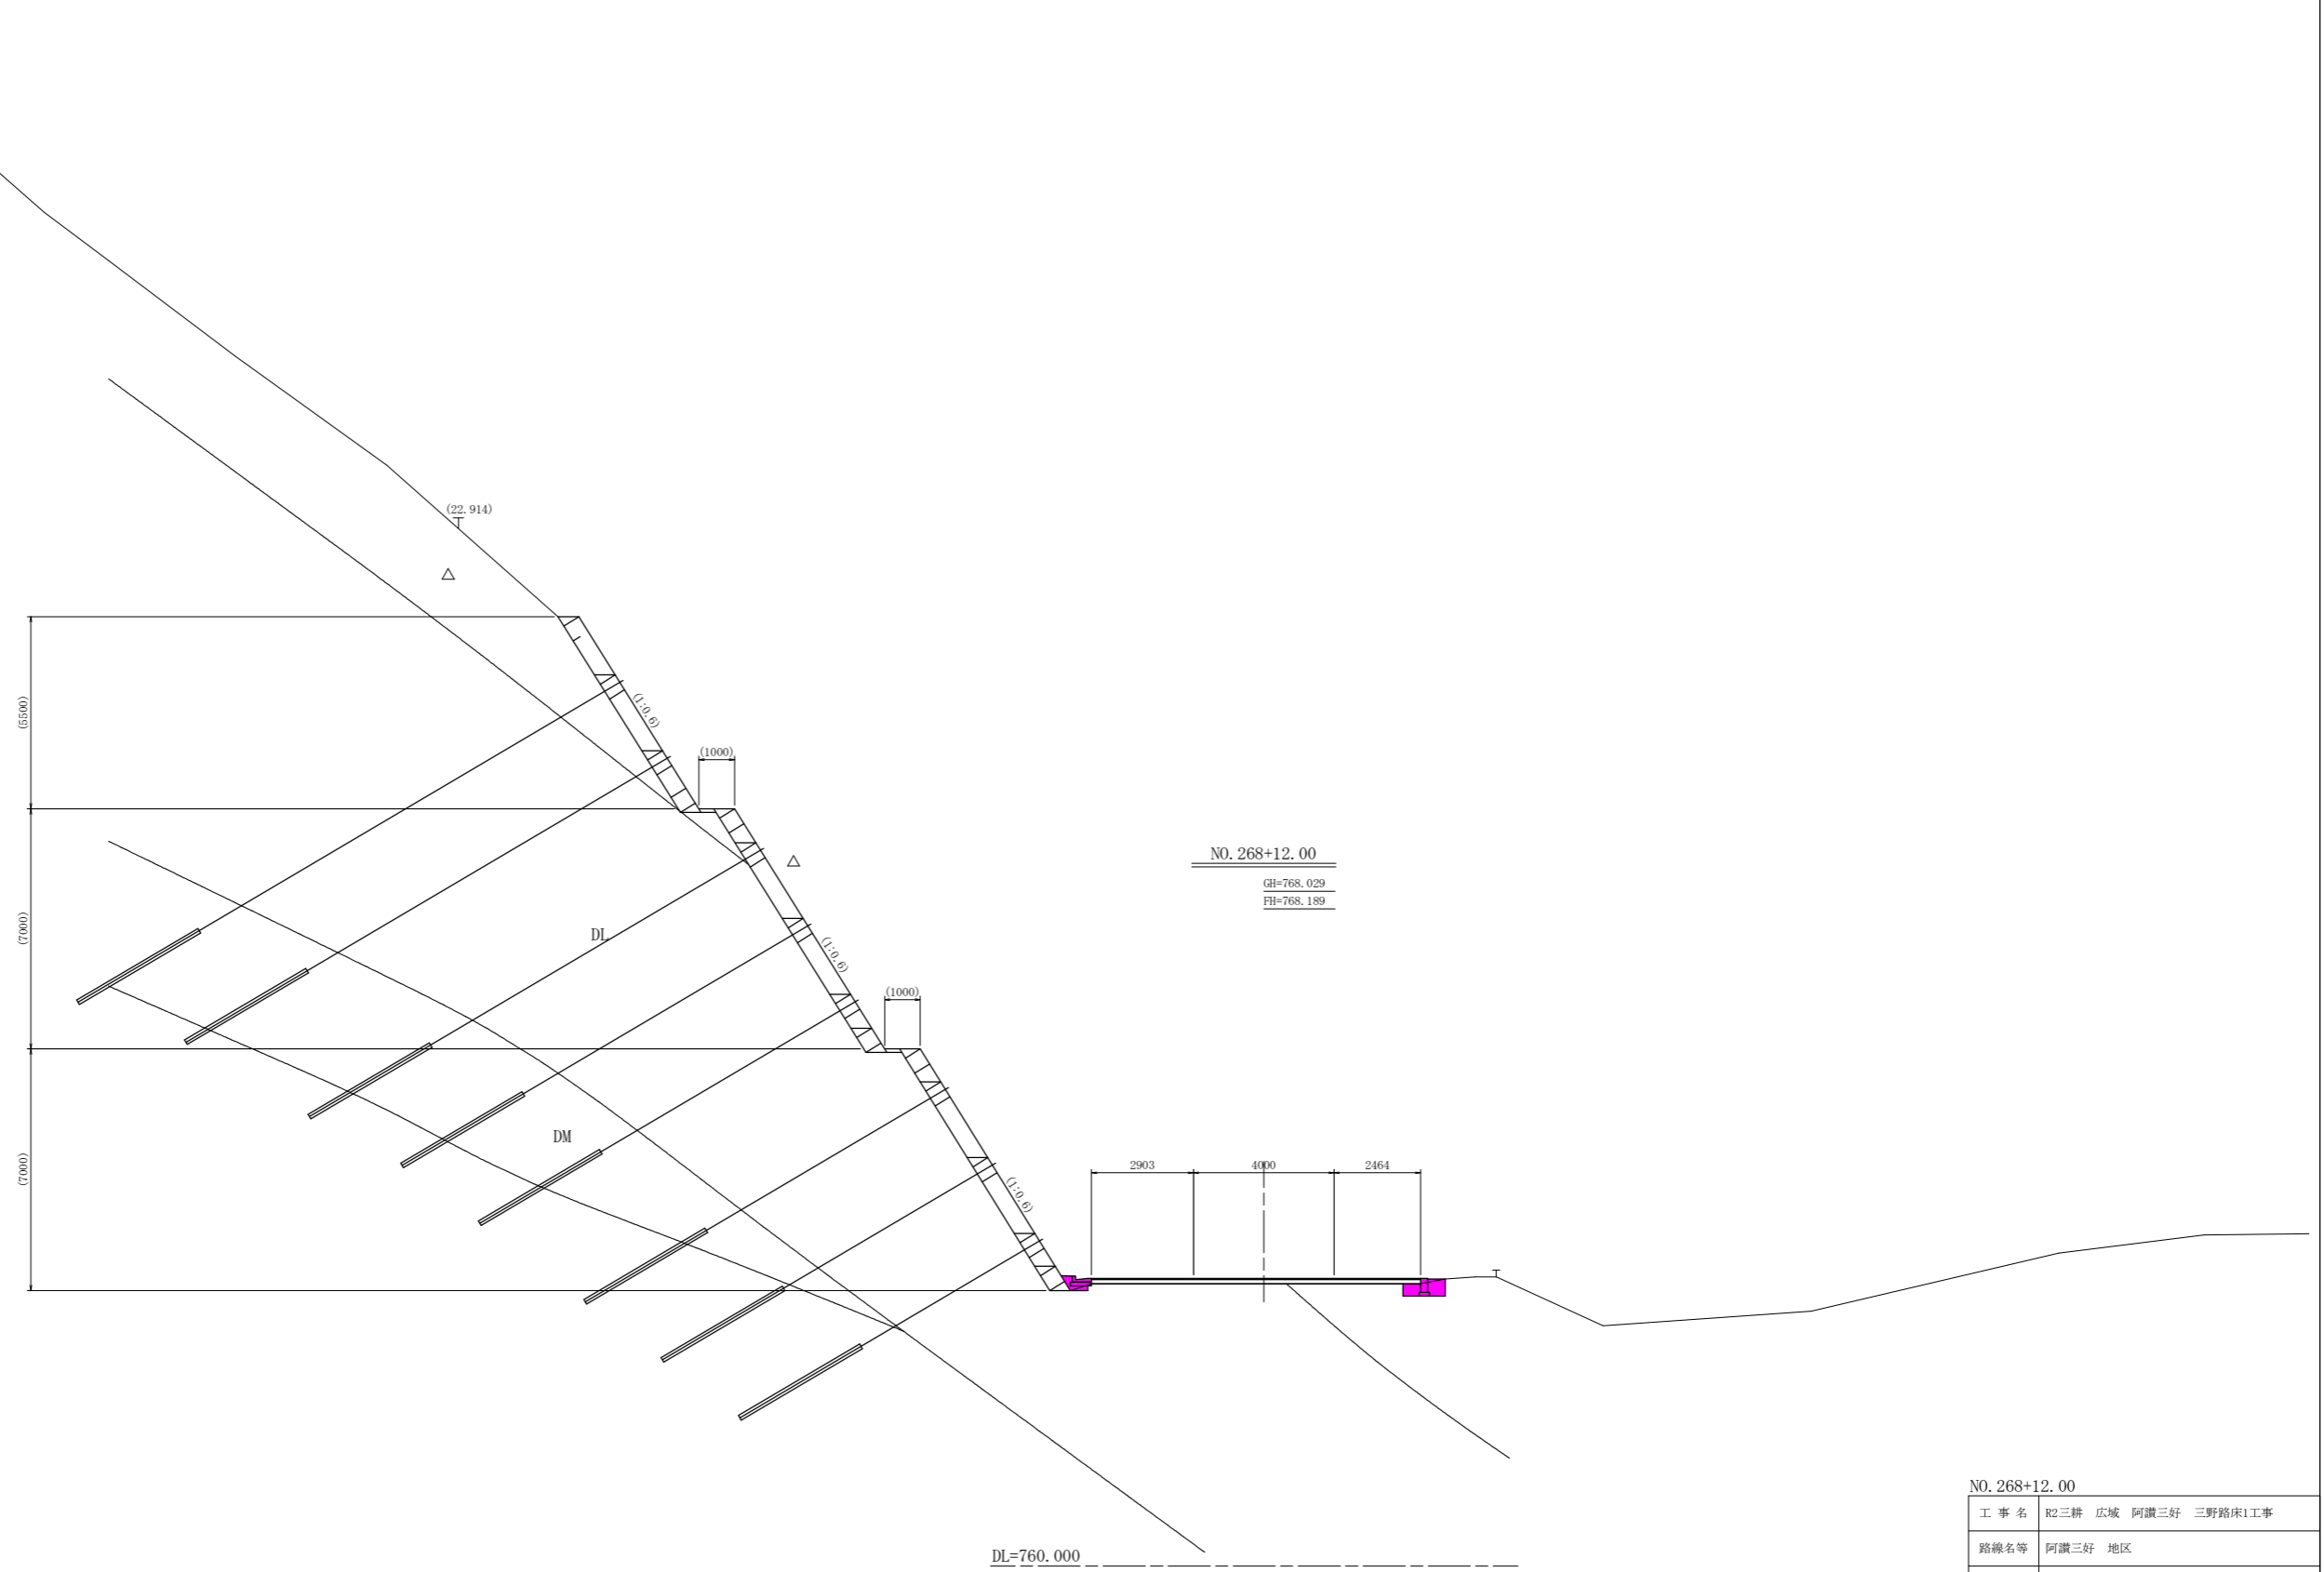 (22.914)
(5500)
(1:0.6)
(1000)
NO.268+12.00
GH=768.029
FH=768.189
(7000)
DL
(1:0.6)
(1000)
DM
(7000)
(1:0.6)
2903
4000
2464
NO.268+12.00
工 事 名 R2三耕 広域 阿讃三好 三野路床1工事
路線名等 阿讃三好 地区
DL=760.000